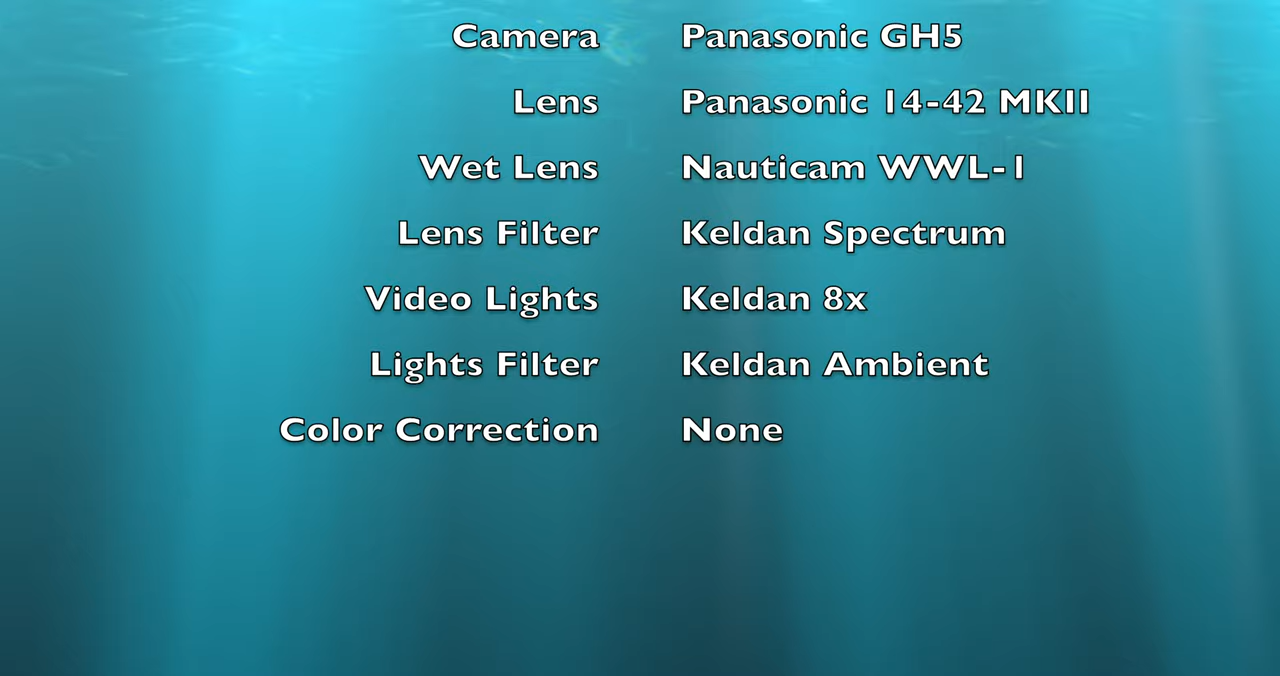 Camera Panasonic GH5
Lens Panasonic 14-42 MKII
Wet Lens Nauticam WWL-1
Lens Filter Keldan Spectrum
Video Lights Keldan 8x
Lights Filter Keldan Ambient
Color Correction None